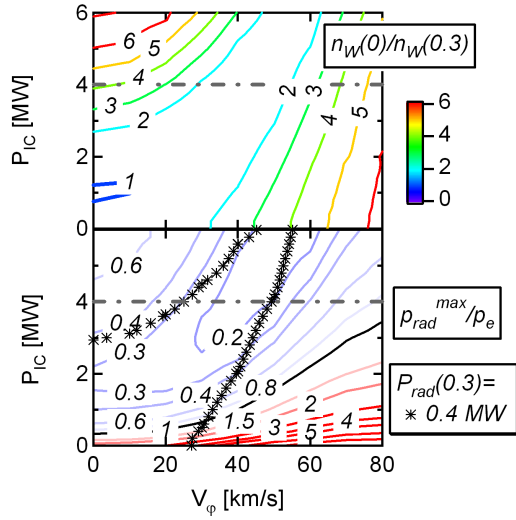 6
6 5
4
3
2
1
2 3
4
5
n_W(0)/n_W(0.3)
P_IC [MW]
6
4
2
0
4
2
0
0.6
0.4
0.3
0.2
0.3 0.4 0.8
0.6 1 1.5 2
3 5 4
P_IC [MW]
4
2
0
p_rad^max/p_e
P_rad(0.3)=
* 0.4 MW
0 20 40 60 80
V_φ [km/s]